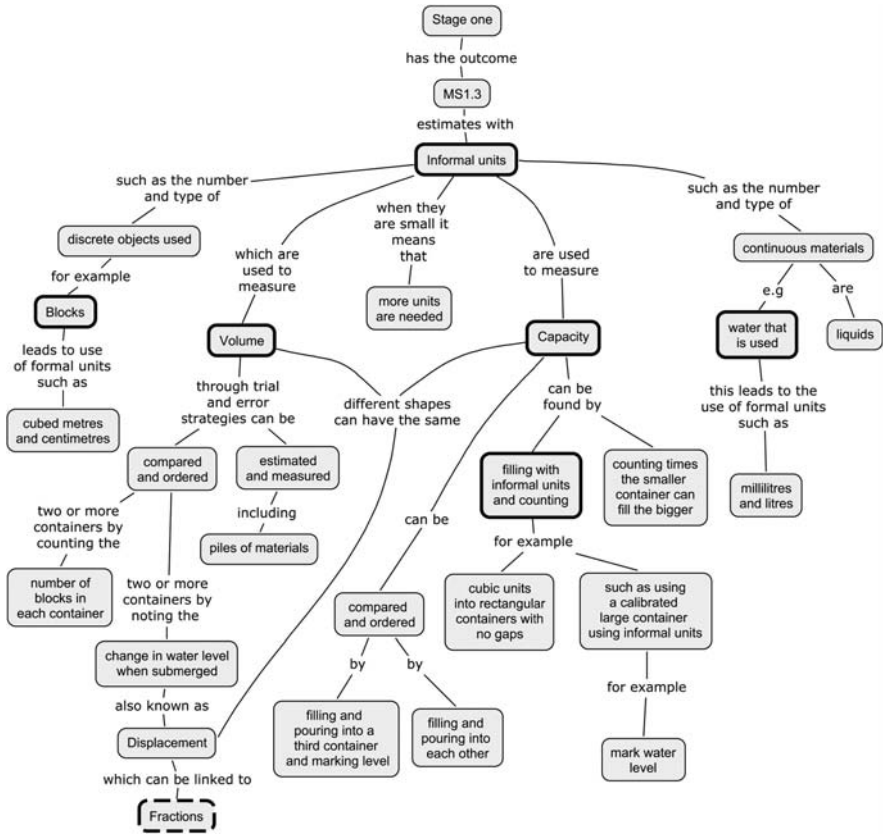 Stage one
has the outcome
MS1.3
estimates with
Informal units
such as the number
and type of
discrete objects used
for example
Blocks
leads to use
of formal units
such as
cubed metres
and centimetres
which are
used to
measure
Volume
through trial
and error
strategies can be
compared
and ordered
two or more
containers by
counting the
number of
blocks in
each container
two or more
containers by
noting the
change in water level
when submerged
also known as
Displacement
which can be linked to
Fractions
estimated
and measured
including
piles of materials
different shapes
can have the same
when they
are small it
means
that
more units
are needed
are used
to measure
Capacity
can be
compared
and ordered
by
filling and
pouring into a
third container
and marking level
by
filling and
pouring into
each other
can be
found by
filling with
informal units
and counting
for example
cubic units
into rectangular
containers with
no gaps
such as using
a calibrated
large container
using informal units
for example
mark water
level
counting times
the smaller
container can
fill the bigger
such as the number
and type of
continuous materials
e.g
water that
is used
this leads to the
use of formal units
such as
millilitres
and litres
are
liquids